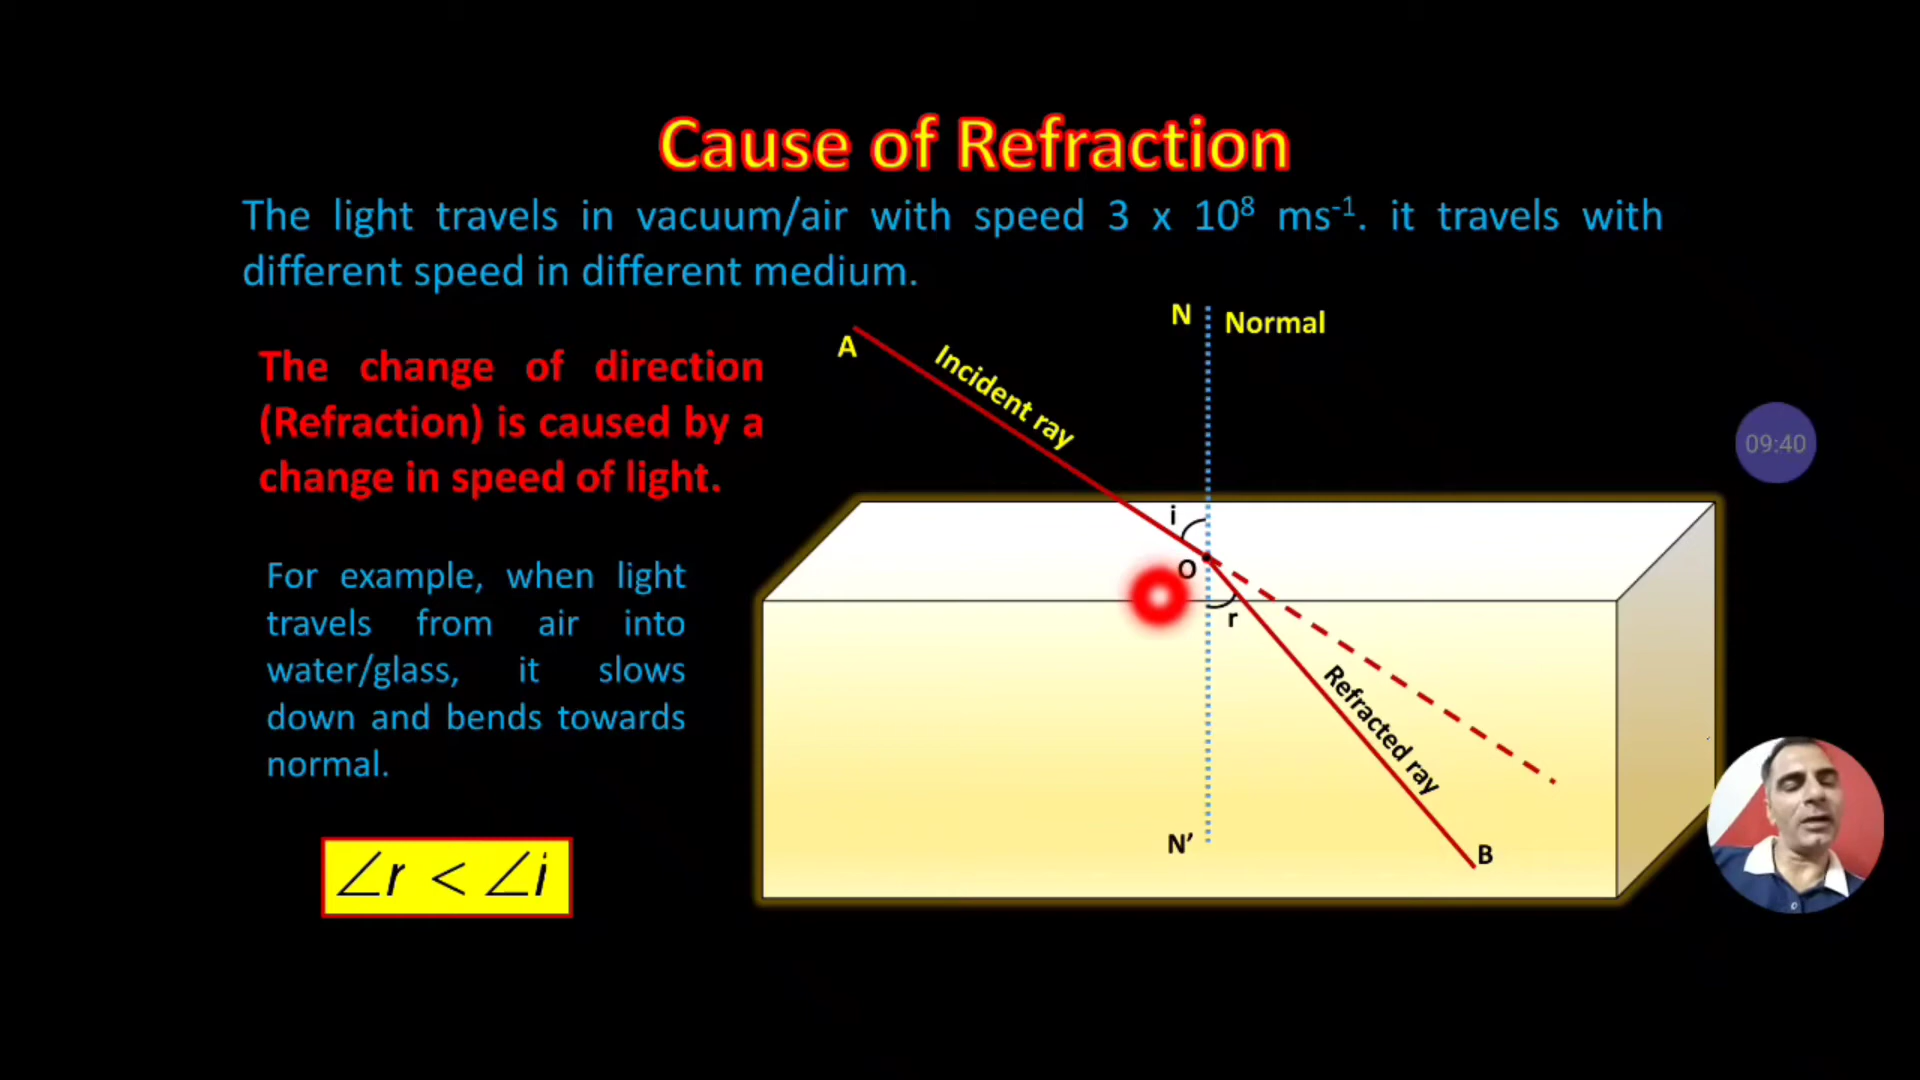 Cause of Refraction
The light travels in vacuum/air with speed 3 x 10⁸ ms⁻¹. it travels with
different speed in different medium.
The change of direction
(Refraction) is caused by a
change in speed of light.
For example, when light
travels from air into
water/glass, it slows
down and bends towards
normal.
∠r < ∠i
N Normal
A
Incident ray
i
O
r
Refracted ray
N’
B
09:40